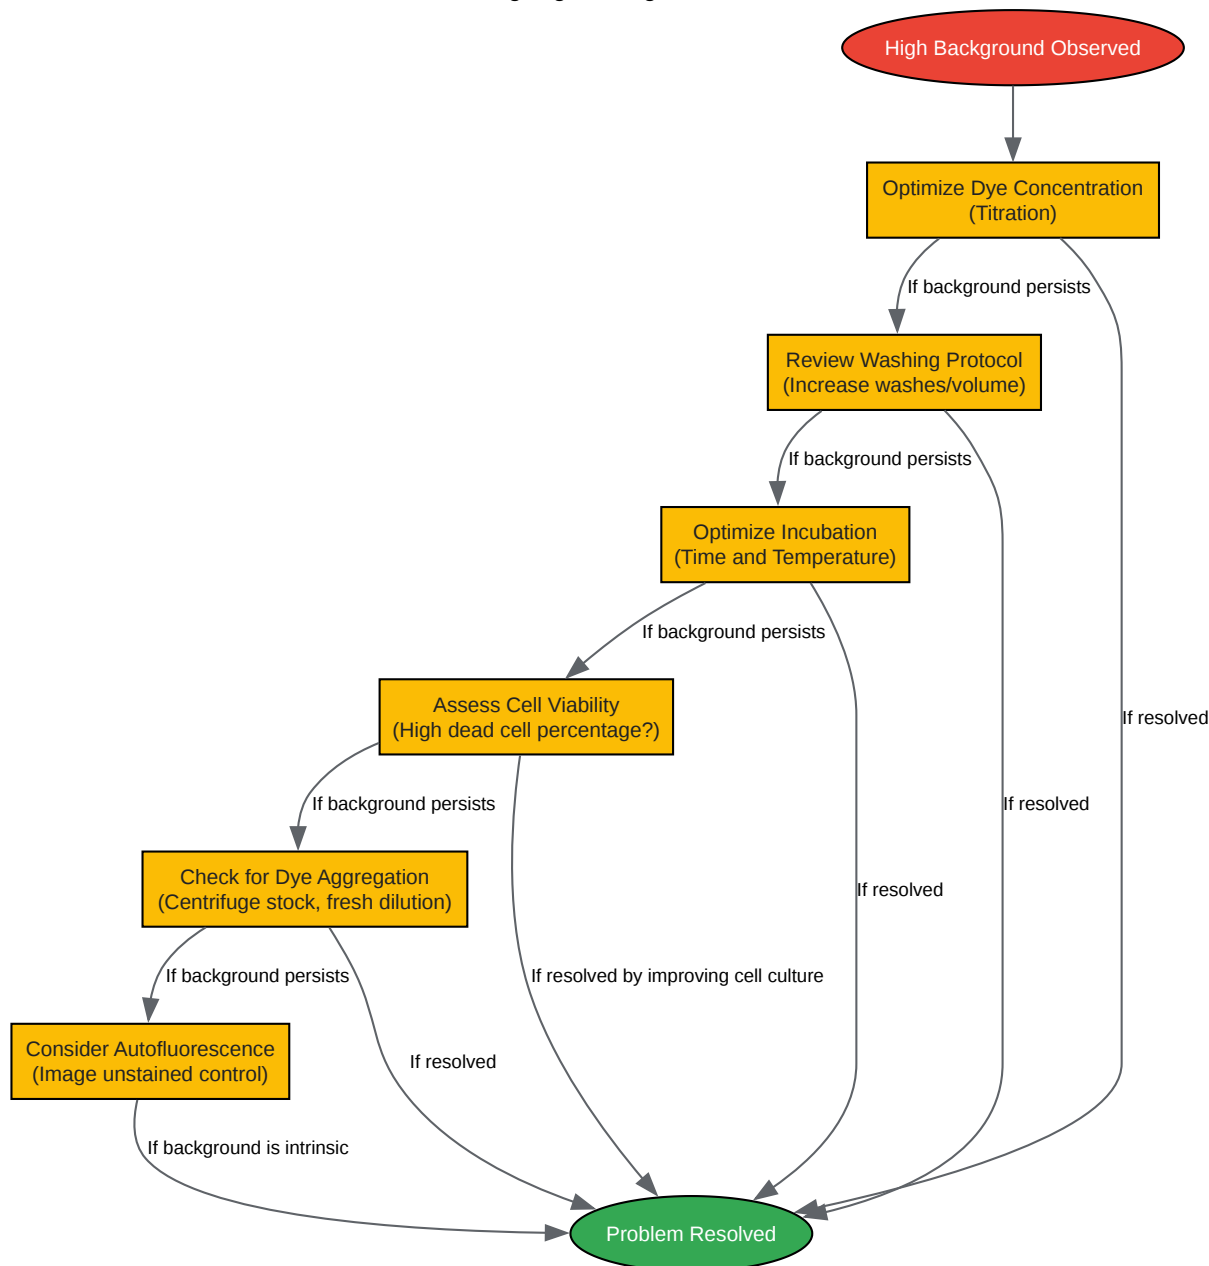 High Background Observed
Optimize Dye Concentration
(Titration)
If background persists
Review Washing Protocol
(Increase washes/volume)
If background persists
Optimize Incubation
(Time and Temperature)
If background persists
Assess Cell Viability
(High dead cell percentage?)
If resolved
If background persists
If resolved
Check for Dye Aggregation
(Centrifuge stock, fresh dilution)
If resolved
If background persists
If resolved by improving cell culture
Consider Autofluorescence
(Image unstained control)
If resolved
If background is intrinsic
Problem Resolved